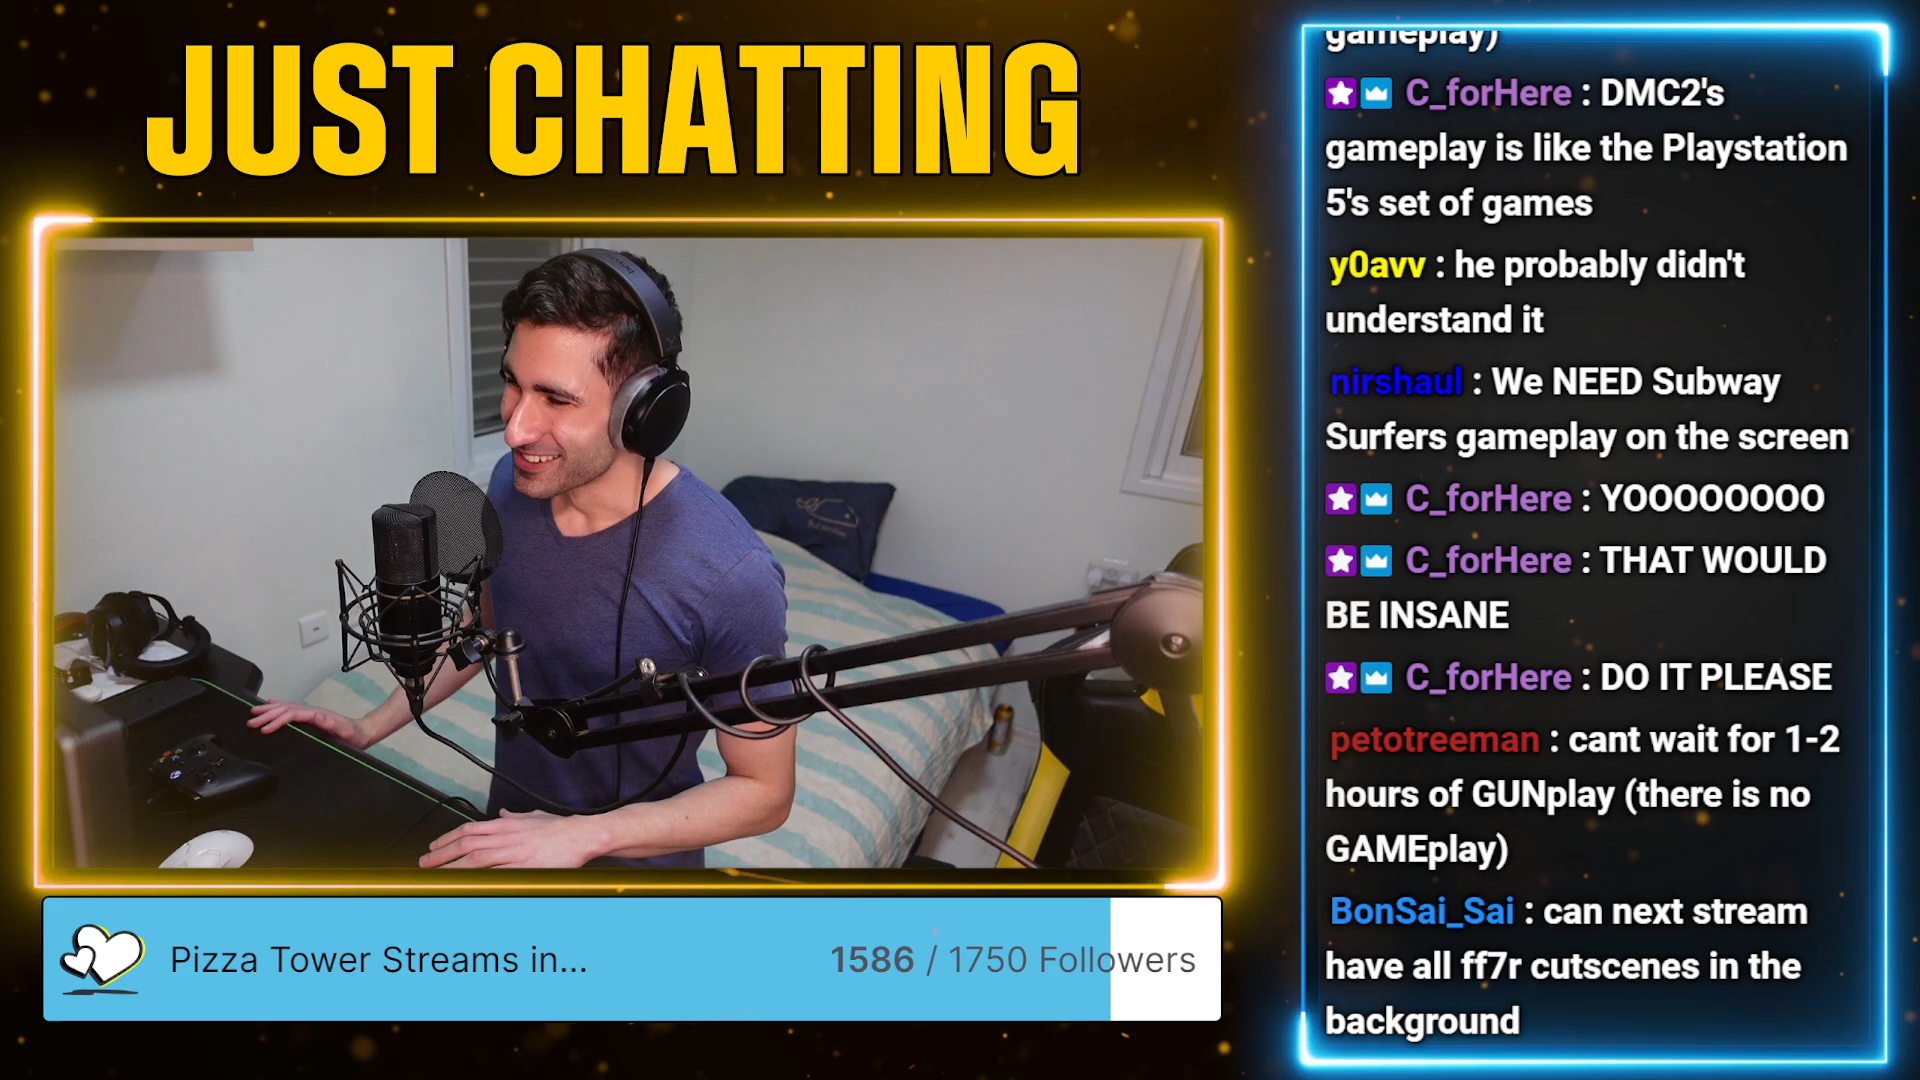 JUST CHATTING
Pizza Tower Streams in...
1586 / 1750 Followers
gameplay)
C_forHere : DMC2's
gameplay is like the Playstation
5's set of games
y0avv : he probably didn't
understand it
nirshaul : We NEED Subway
Surfers gameplay on the screen
C_forHere : YOOOOOOOO
C_forHere : THAT WOULD
BE INSANE
C_forHere : DO IT PLEASE
petotreeman : cant wait for 1-2
hours of GUNplay (there is no
GAMEplay)
BonSai_Sai : can next stream
have all ff7r cutscenes in the
background